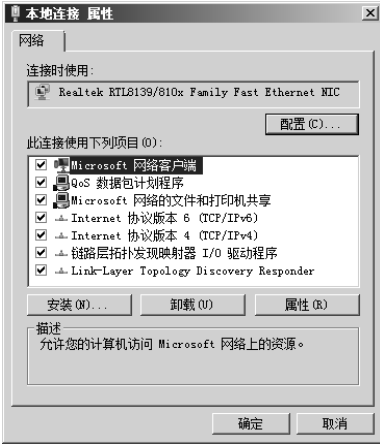 本地连接 属性
网络
连接时使用:
Realtek RTL8139/810x Family Fast Ethernet NIC
配置(C)...
此连接使用下列项目(O):
Microsoft 网络客户端
QoS 数据包计划程序
Microsoft 网络的文件和打印机共享
Internet 协议版本 6 (TCP/IPv6)
Internet 协议版本 4 (TCP/IPv4)
链路层拓扑发现映射器 I/O 驱动程序
Link-Layer Topology Discovery Responder
安装(N)... 卸载(U) 属性(R)
描述
允许您的计算机访问 Microsoft 网络上的资源。
确定 取消